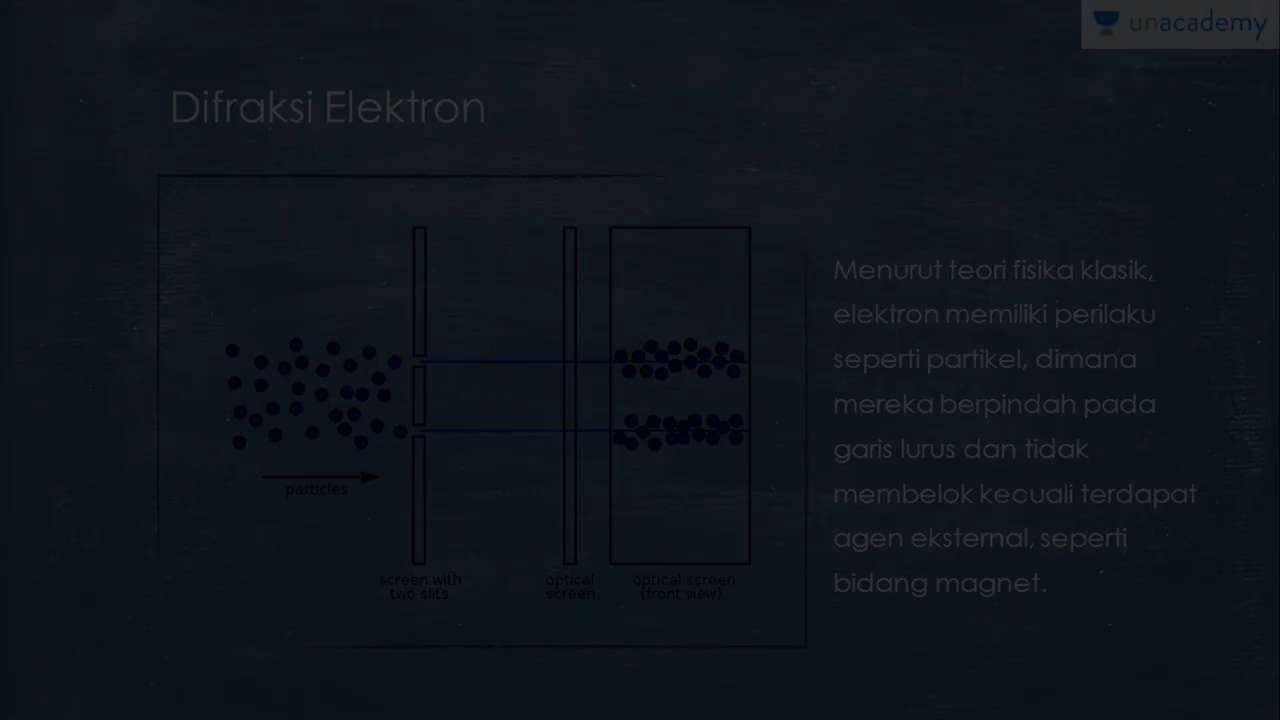 unacademy
Difraksi Elektron
particles
screen with
two slits
optical
screen
optical screen
(front view)
Menurut teori fisika klasik,
elektron memiliki perilaku
seperti partikel, dimana
mereka berpindah pada
garis lurus dan tidak
membelok kecuali terdapat
agen eksternal, seperti
bidang magnet.